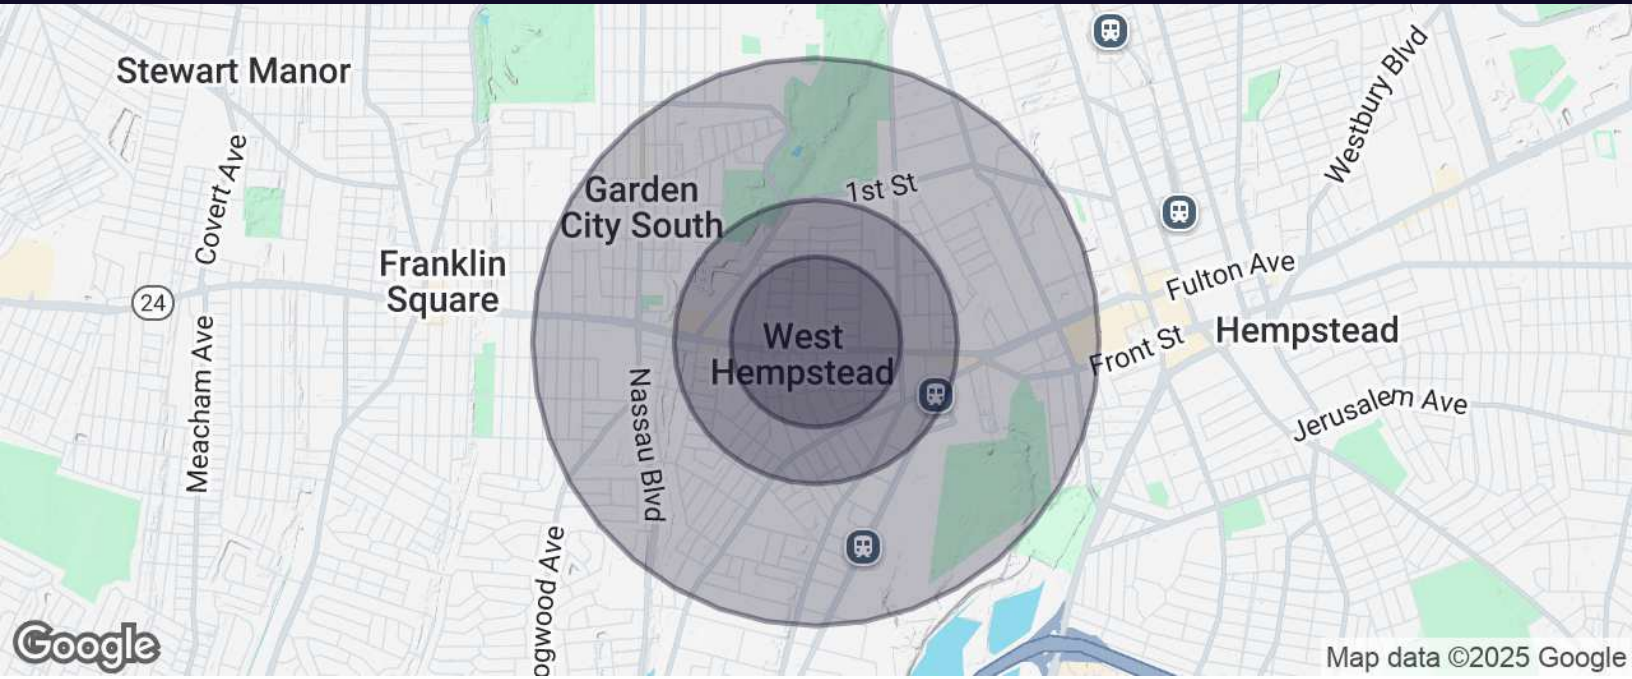 Stewart Manor
Westbury Blvd
Covert Ave
Garden
City South
1st St
Franklin
Square
24
Fulton Ave
West
Hempstead
Front St
Hempstead
Meacham Ave
Nassau Blvd
Jerusalem Ave
ogwood Ave
Google
Map data ©2025 Google